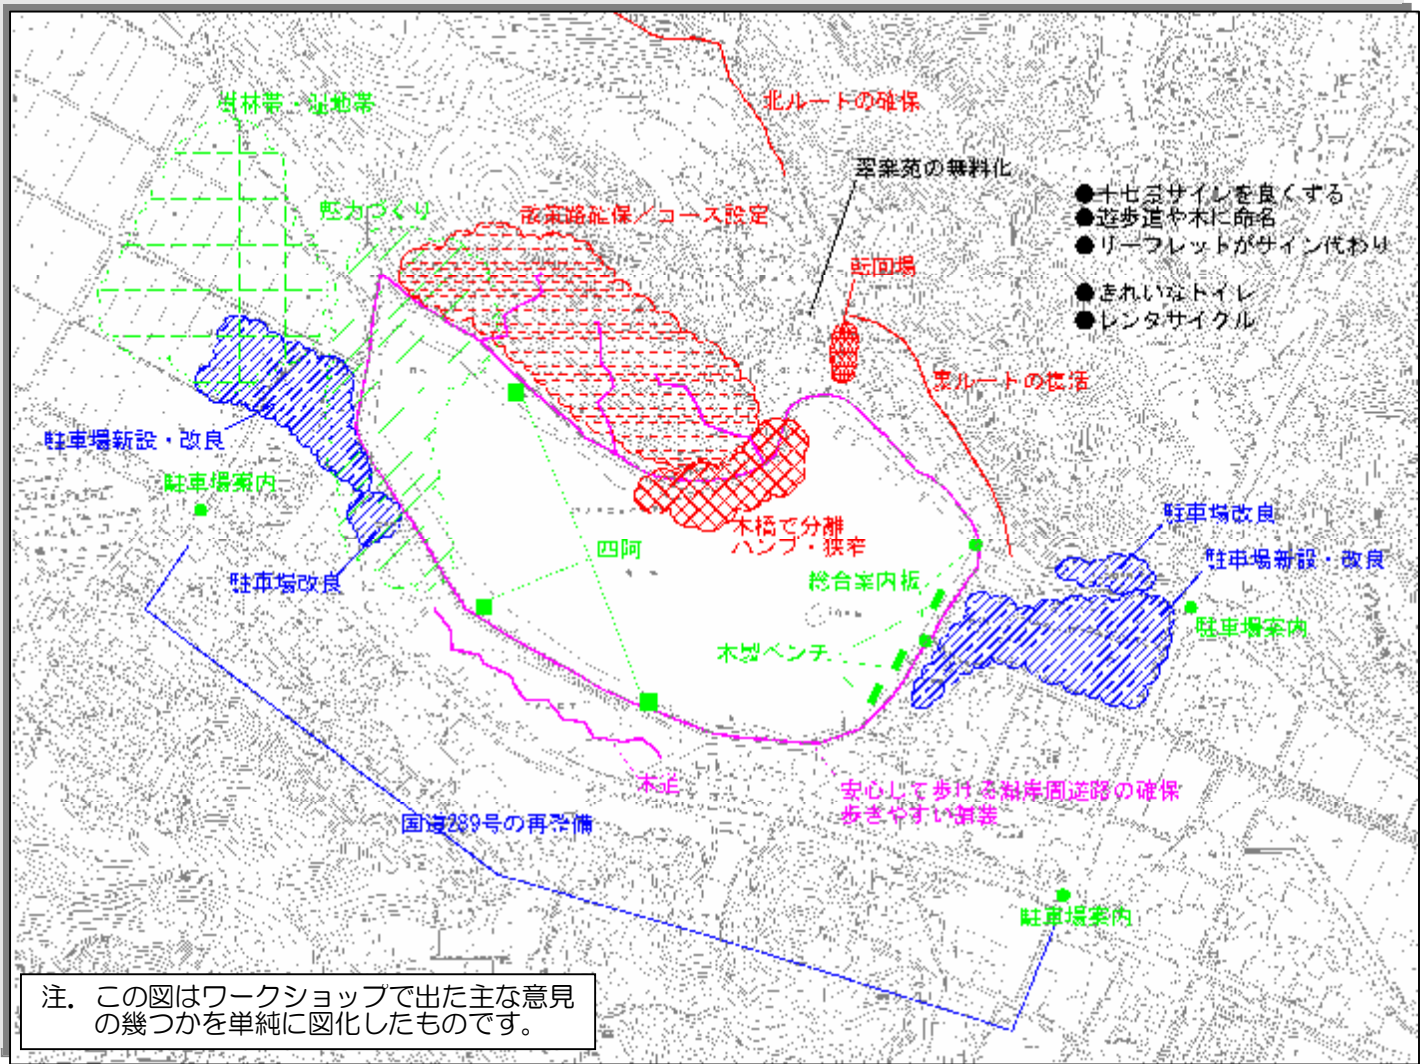 北ルートの確保
樹林帯・湿地帯
翠楽苑の無料化
魅力づくり
散策路確保/コース設定
●十七景サイレを良くする
●遊歩道や木に命名
●リーフレットがサイン代わり
転回場
●きれいなトイレ
●レンタサイクル
東ルートの復活
駐車場新設・改良
駐車場案内
木橋で分離
ハンプ・狭窄
四阿
駐車場改良
駐車場改良
駐車場新設・改良
総合案内板
駐車場案内
木製ベンチ
木道
安心して歩ける湖岸周遊路の確保
歩きやすい舗装
国道289号の再整備
駐車場案内
注. この図はワークショップで出た主な意見
の幾つかを単純に図化したものです。